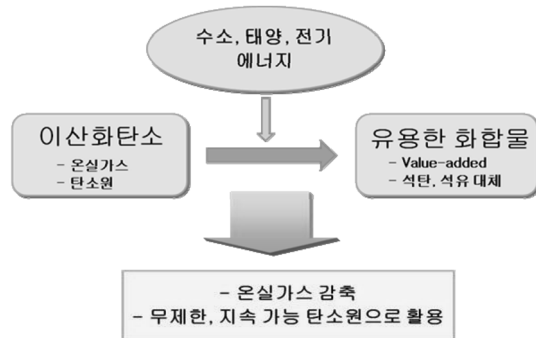 수소, 태양, 전기
에너지
이산화탄소
- 온실가스
- 탄소원
유용한 화합물
- Value-added
- 석탄, 석유 대체
- 온실가스 감축
- 무제한, 지속 가능 탄소원으로 활용